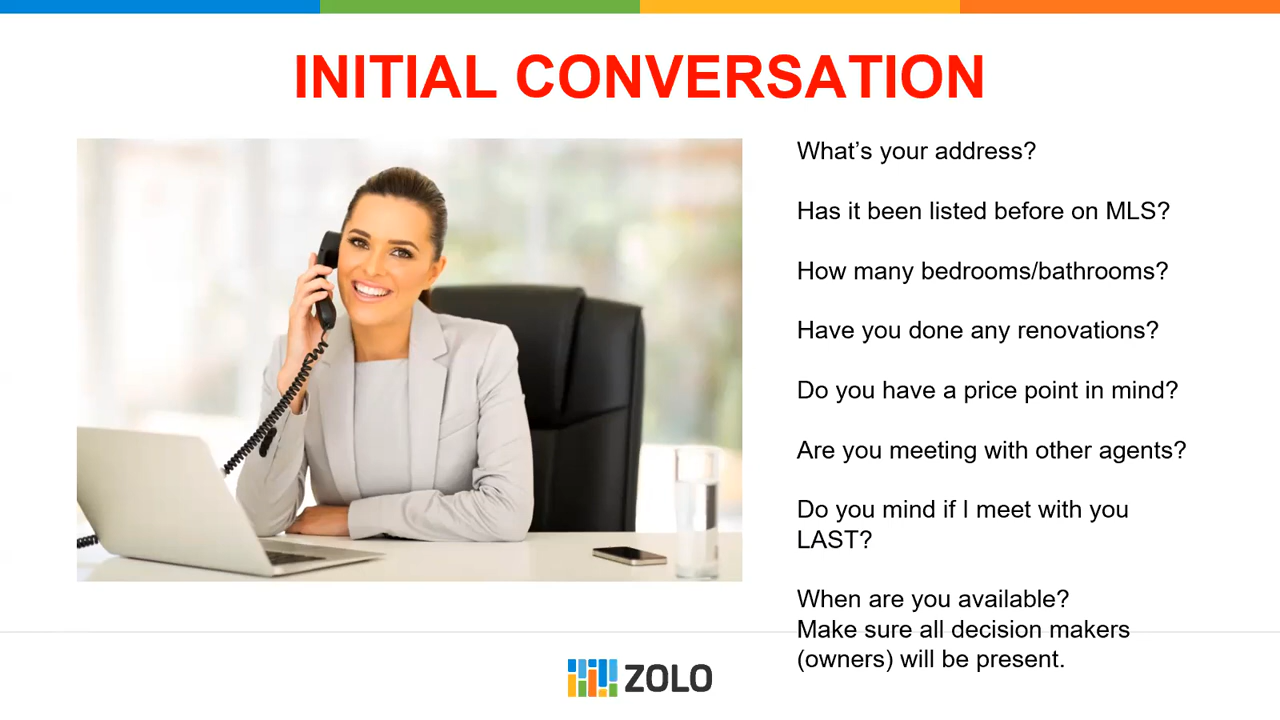 INITIAL CONVERSATION
What’s your address?
Has it been listed before on MLS?
How many bedrooms/bathrooms?
Have you done any renovations?
Do you have a price point in mind?
Are you meeting with other agents?
Do you mind if I meet with you
LAST?
When are you available?
Make sure all decision makers
(owners) will be present.
ZOLO